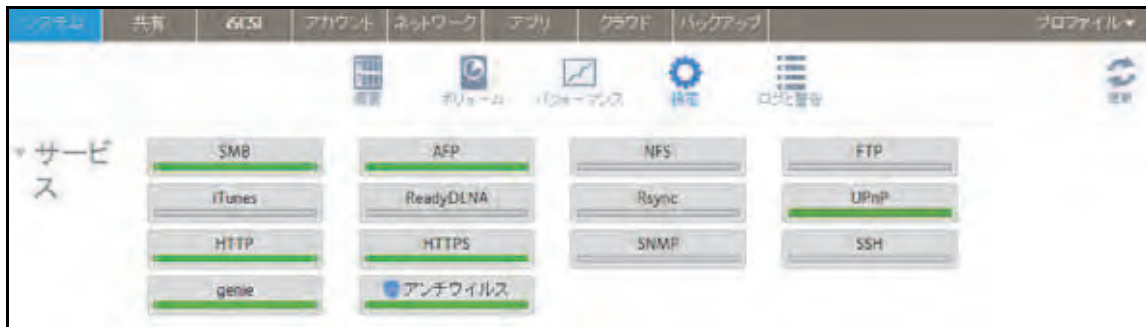 システム 共有 iSCSI アカウント ネットワーク アプリ クラウド バックアップ プロファイル
概要 ボリューム パフォーマンス 設定 ログと警告 更新
サービス
SMB AFP NFS FTP
iTunes ReadyDLNA Rsync UPnP
HTTP HTTPS SNMP SSH
genie アンチウィルス